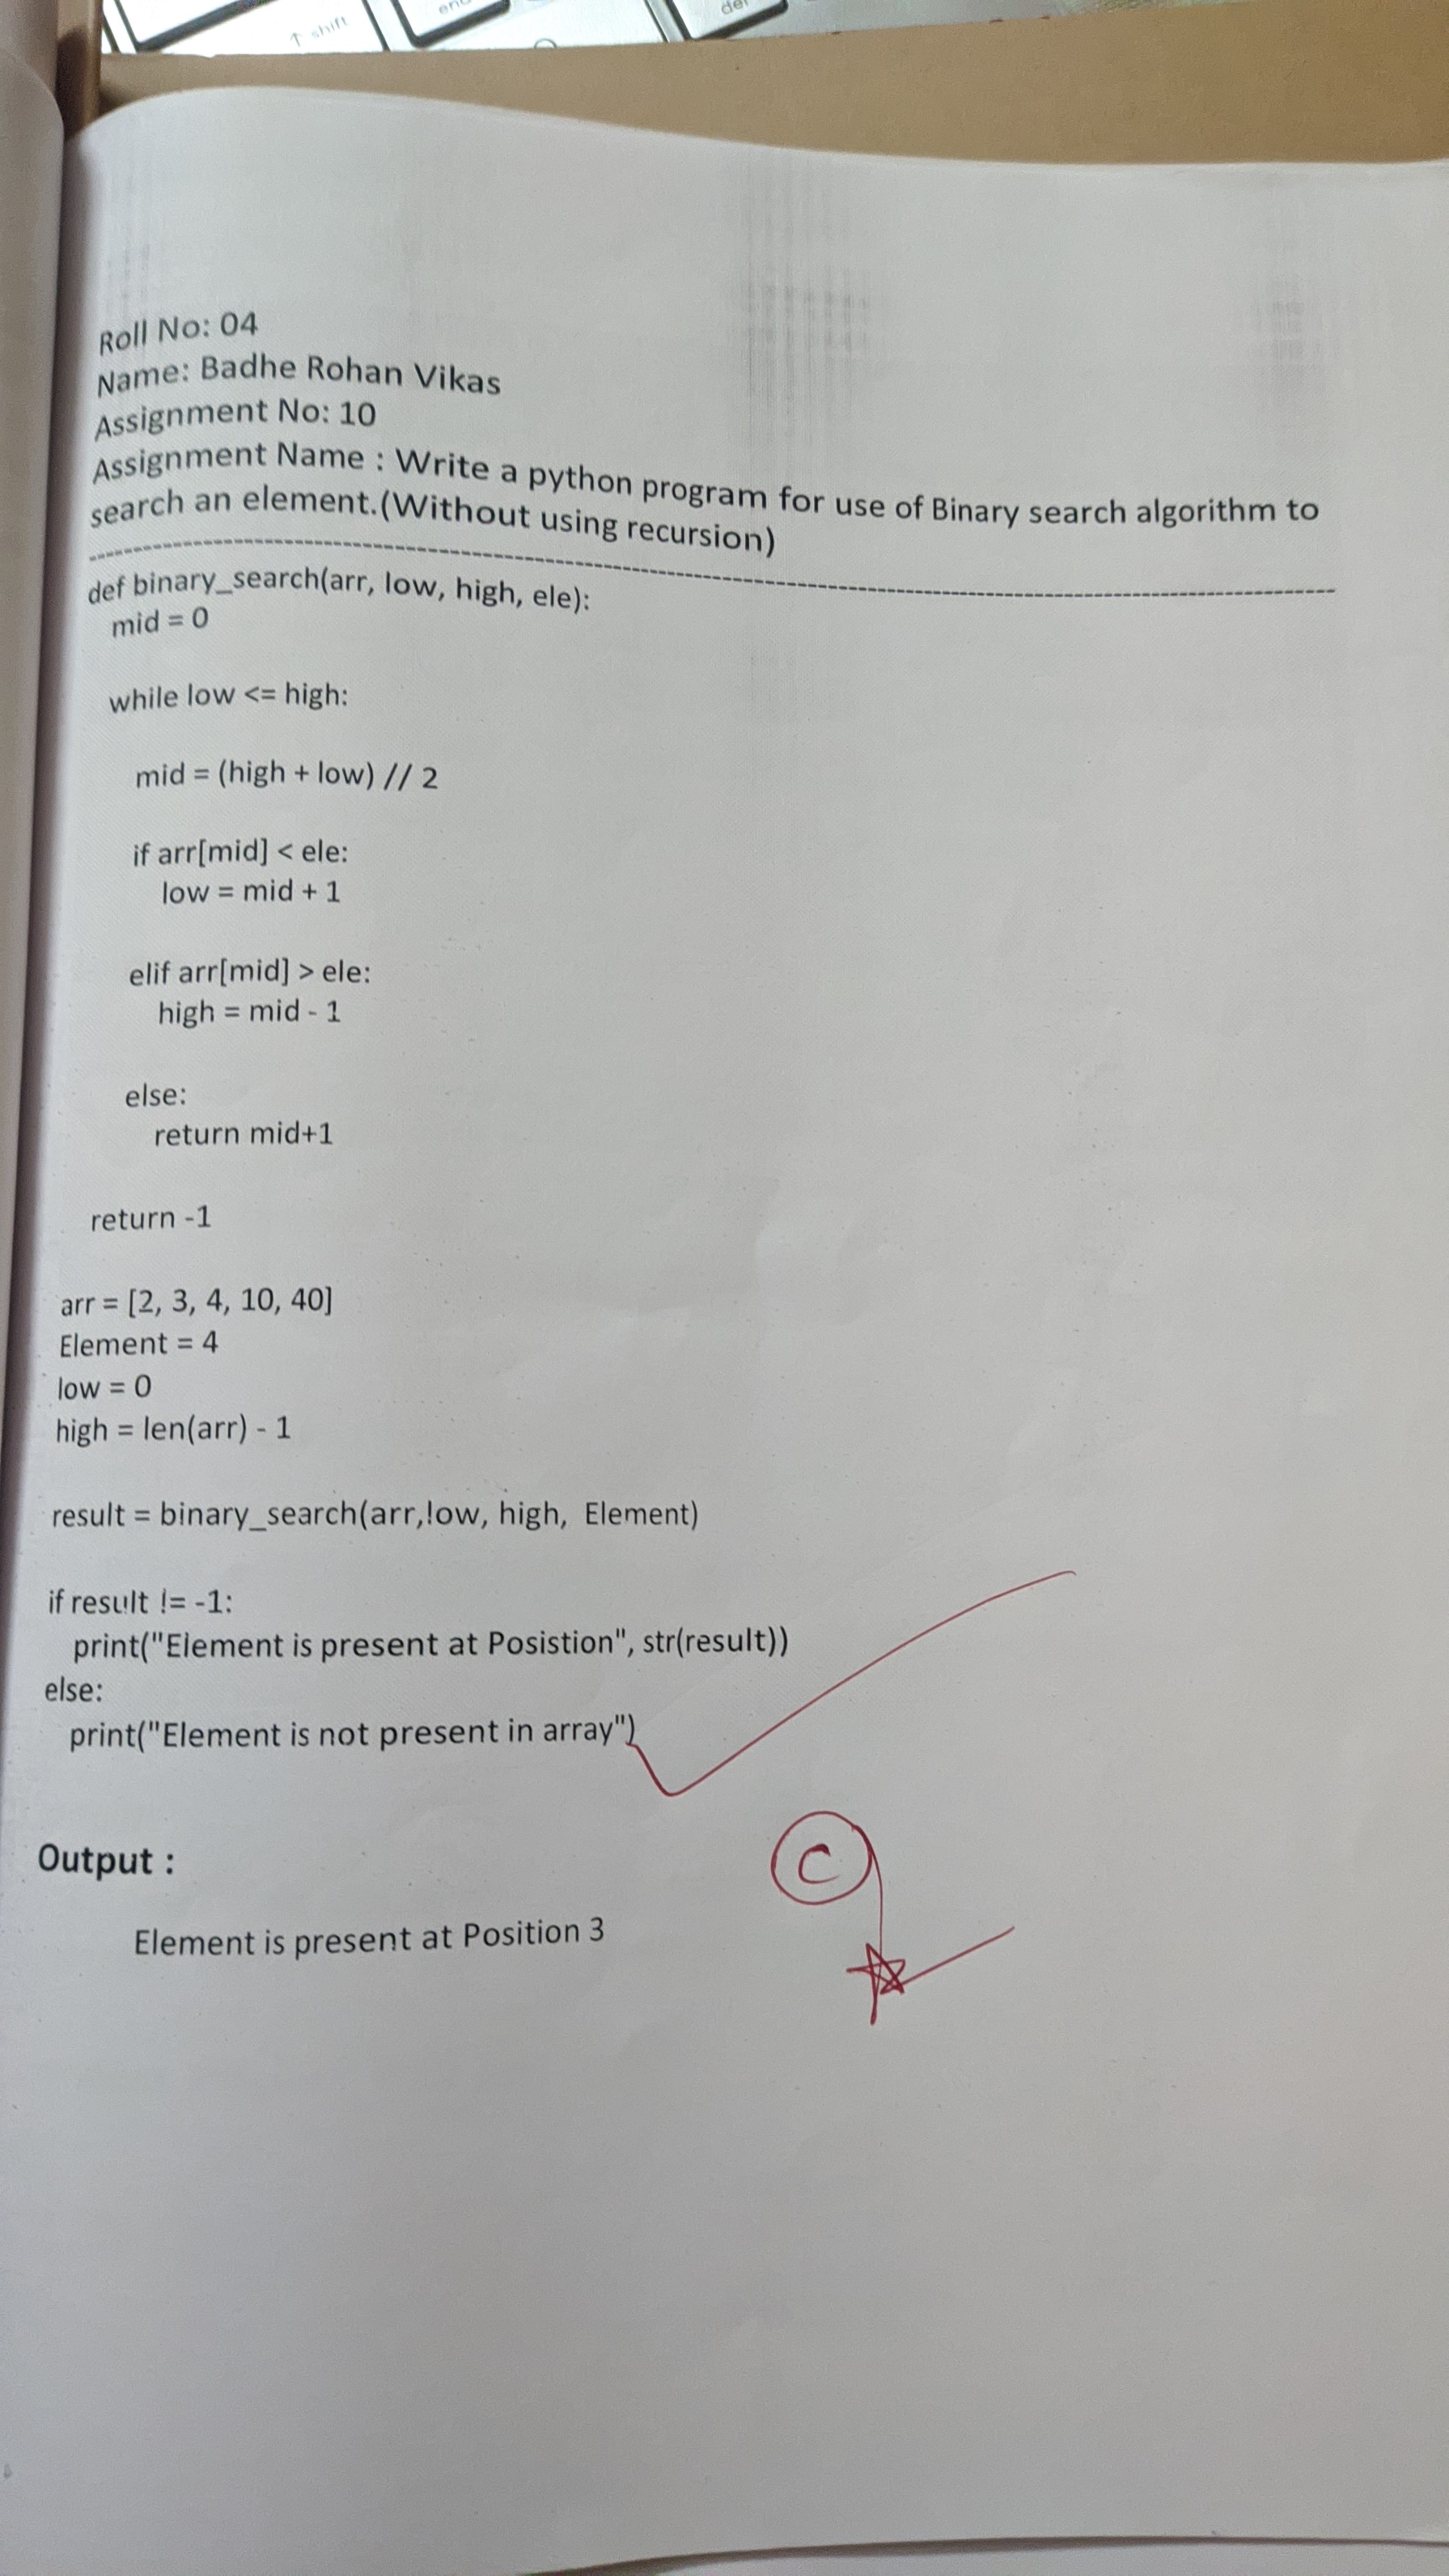 ↑ shift
end
del
Roll No: 04
Name: Badhe Rohan Vikas
Assignment No: 10
Assignment Name : Write a python program for use of Binary search algorithm to
search an element.(Without using recursion)
def binary_search(arr, low, high, ele):
mid = 0
while low <= high:
mid = (high + low) // 2
if arr[mid] < ele:
low = mid + 1
elif arr[mid] > ele:
high = mid - 1
else:
return mid+1
return -1
arr = [2, 3, 4, 10, 40]
Element = 4
low = 0
high = len(arr) - 1
result = binary_search(arr,low, high, Element)
if result != -1:
print("Element is present at Posistion", str(result))
else:
print("Element is not present in array")
C
Output :
Element is present at Position 3